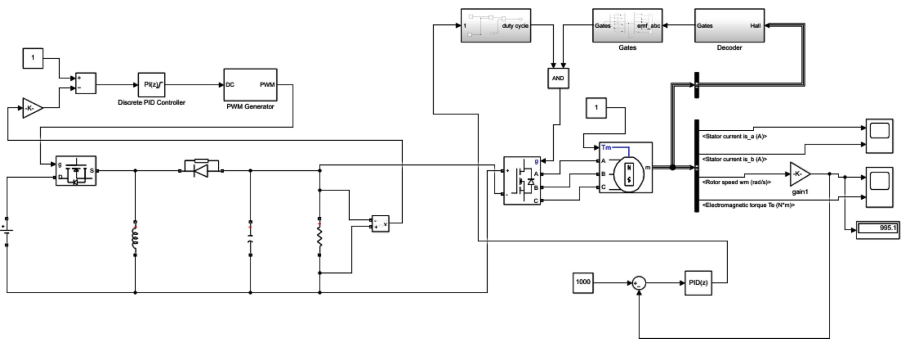 1
duty cycle
Gates
emf_abc
Gates
Hall
Gates
Decoder
1
+
−
PI(z)
Discrete PID Controller
DC
PWM
PWM Generator
-K-
AND
1
Tm
A
B
C
N
S
m
g
+
-
A
B
C
g
D
S
-
+
v
+
<Stator current is_a (A)>
<Stator current is_b (A)>
<Rotor speed wm (rad/s)>
-K-
gain1
<Electromagnetic torque Te (N*m)>
995.1
1000
+
−
PID(z)